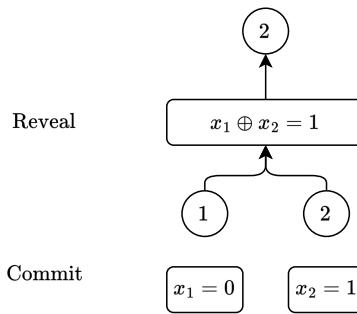 2
Reveal
x₁ ⊕ x₂ = 1
1
2
Commit
x₁ = 0
x₂ = 1